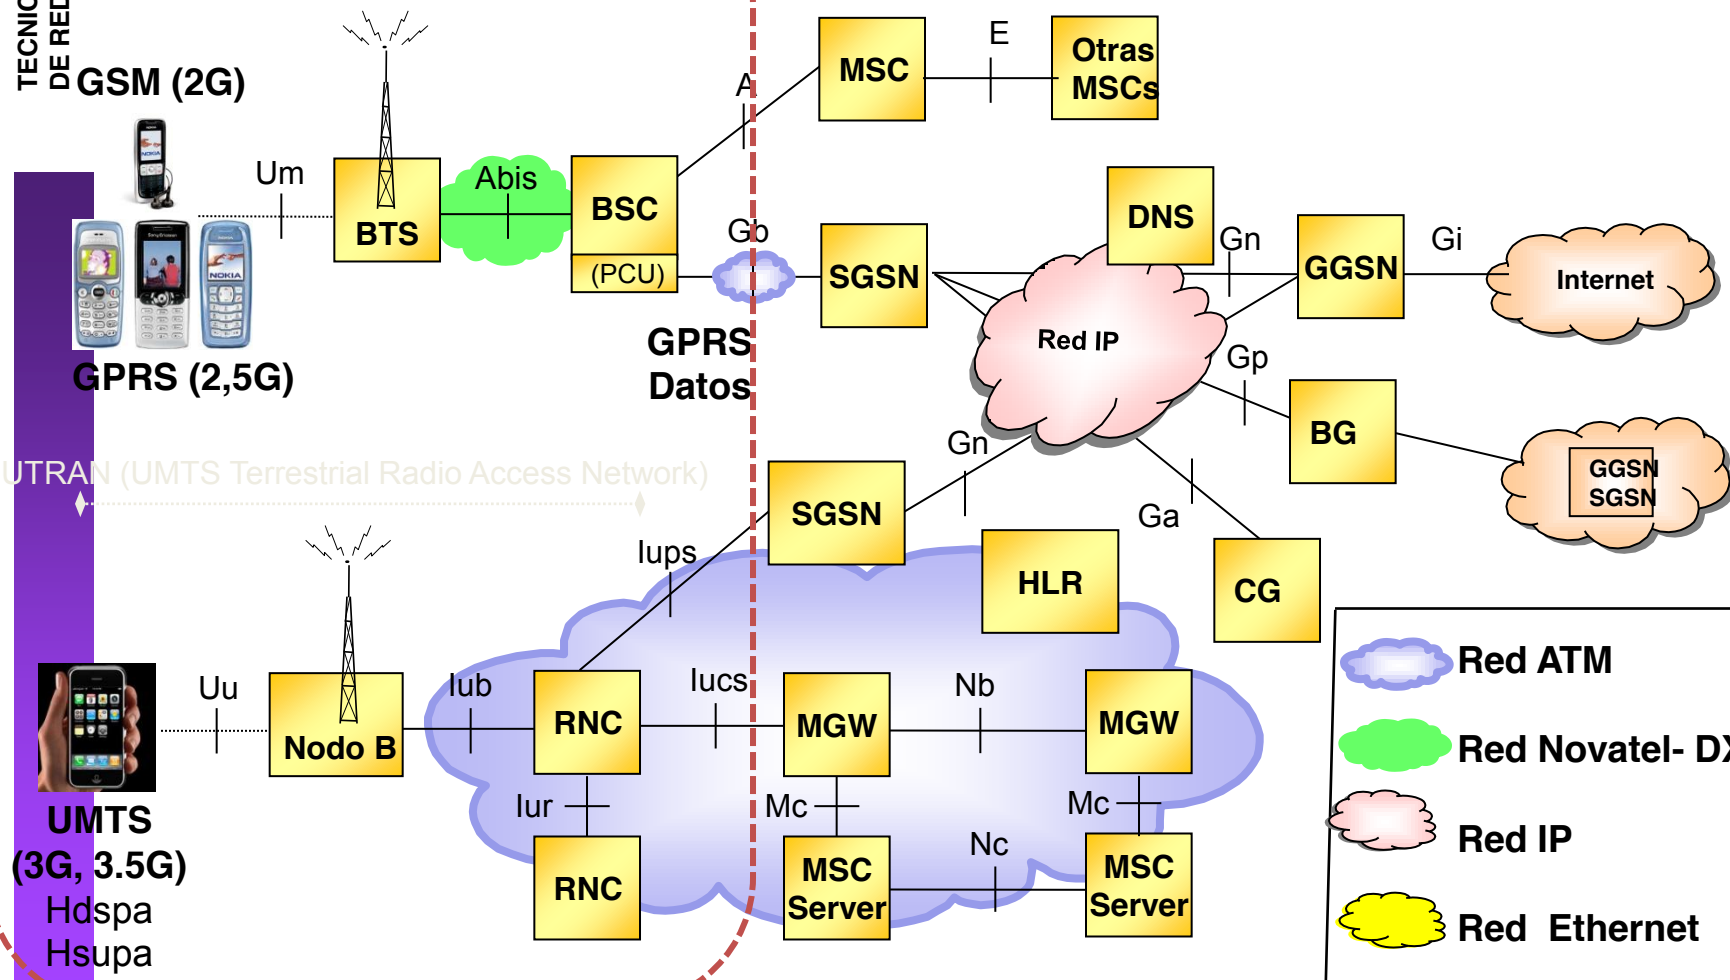 TECNIC
DE RED
GSM (2G)
Um
BTS
Abis
BSC
(PCU)
A
MSC
E
Otras
MSCs
Gb
SGSN
GPRS
Datos
DNS
Gn
GGSN
Gi
Internet
Red IP
Gp
BG
GGSN
SGSN
NOKIA
NOKIA
GPRS (2,5G)
UTRAN (UMTS Terrestrial Radio Access Network)
Gn
SGSN
Ga
CG
HLR
Iups
Uu
Nodo B
Iub
RNC
Iucs
MGW
Nb
MGW
Iur
Mc
Mc
RNC
MSC
Server
Nc
MSC
Server
UMTS
(3G, 3.5G)
Hdspa
Hsupa
Red ATM
Red Novatel- DX
Red IP
Red Ethernet